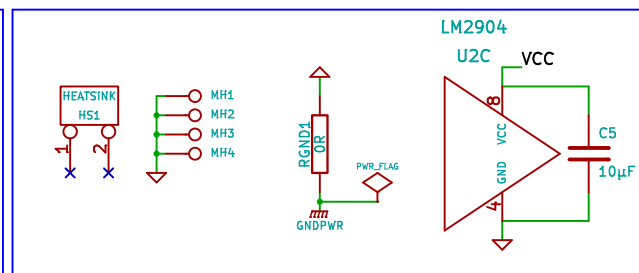 LM2904
U2C
VCC
HEATSINK
HS1
1
2
MH1
MH2
MH3
MH4
RGND1
0R
PWR_FLAG
GNDPWR
8
VCC
GND
4
C5
10µF